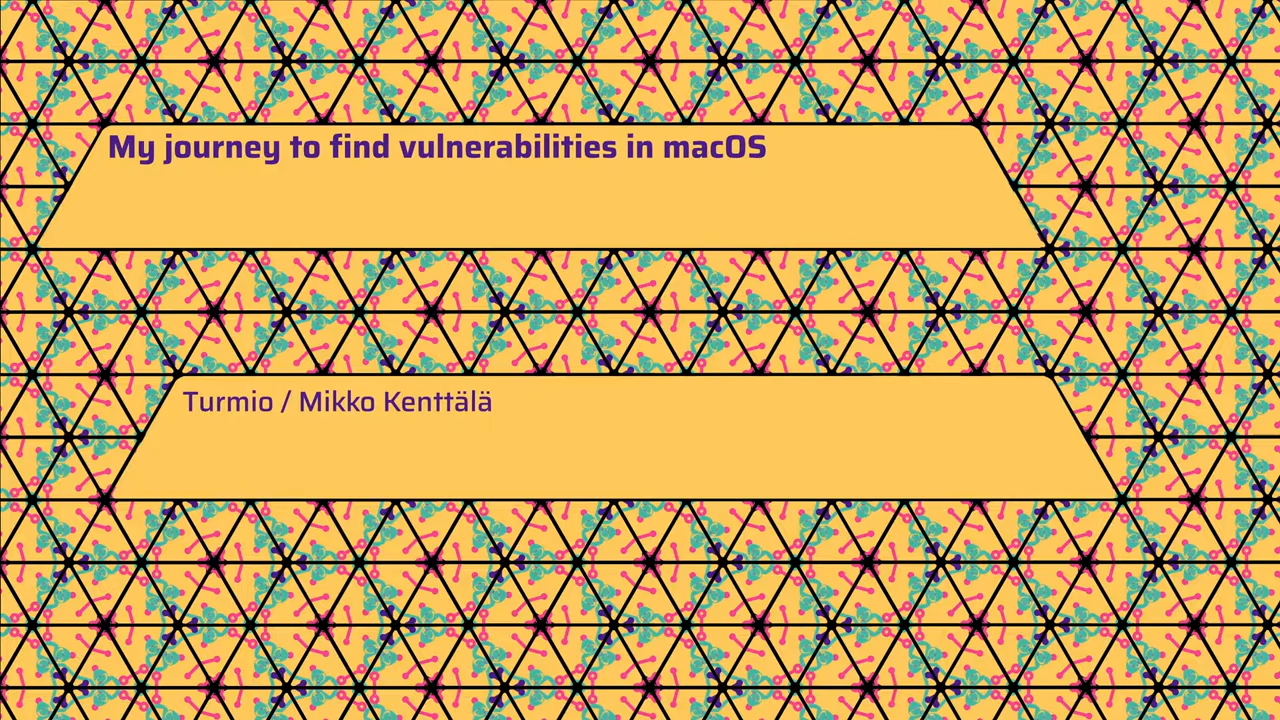 My journey to find vulnerabilities in macOS
Turmio / Mikko Kenttälä